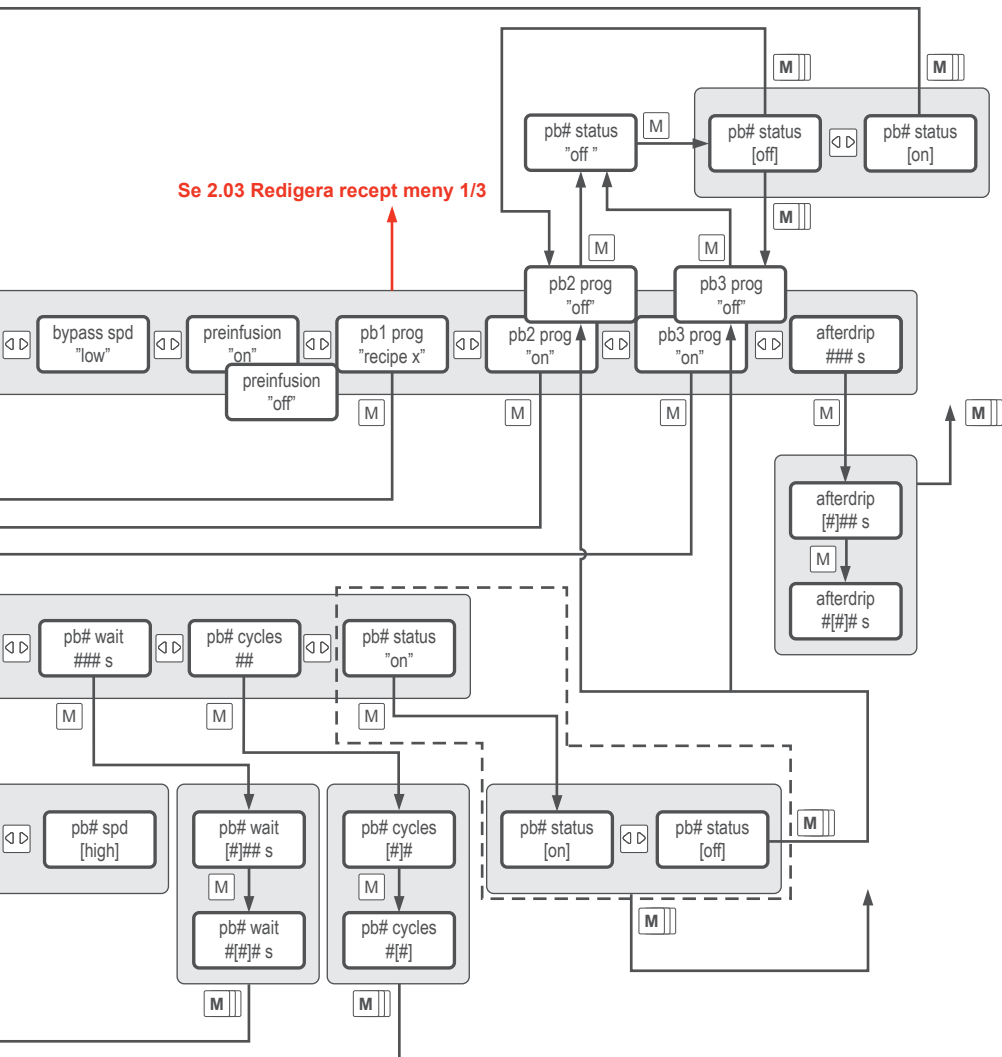 M
M
pb# status
"off "
M
pb# status
[off]
pb# status
[on]
Se 2.03 Redigera recept meny 1/3
M
M
M
pb2 prog
"off"
pb3 prog
"off"
bypass spd
"low"
preinfusion
"on"
preinfusion
"off"
pb1 prog
"recipe x"
pb2 prog
"on"
pb3 prog
"on"
afterdrip
### s
M
M
M
M
M
afterdrip
[#]## s
M
afterdrip
#[#]# s
pb# wait
### s
pb# cycles
##
pb# status
"on"
M
M
M
pb# spd
[high]
pb# wait
[#]## s
M
pb# wait
#[#]# s
pb# cycles
[#]#
M
pb# cycles
#[#]
pb# status
[on]
pb# status
[off]
M
M
M
M